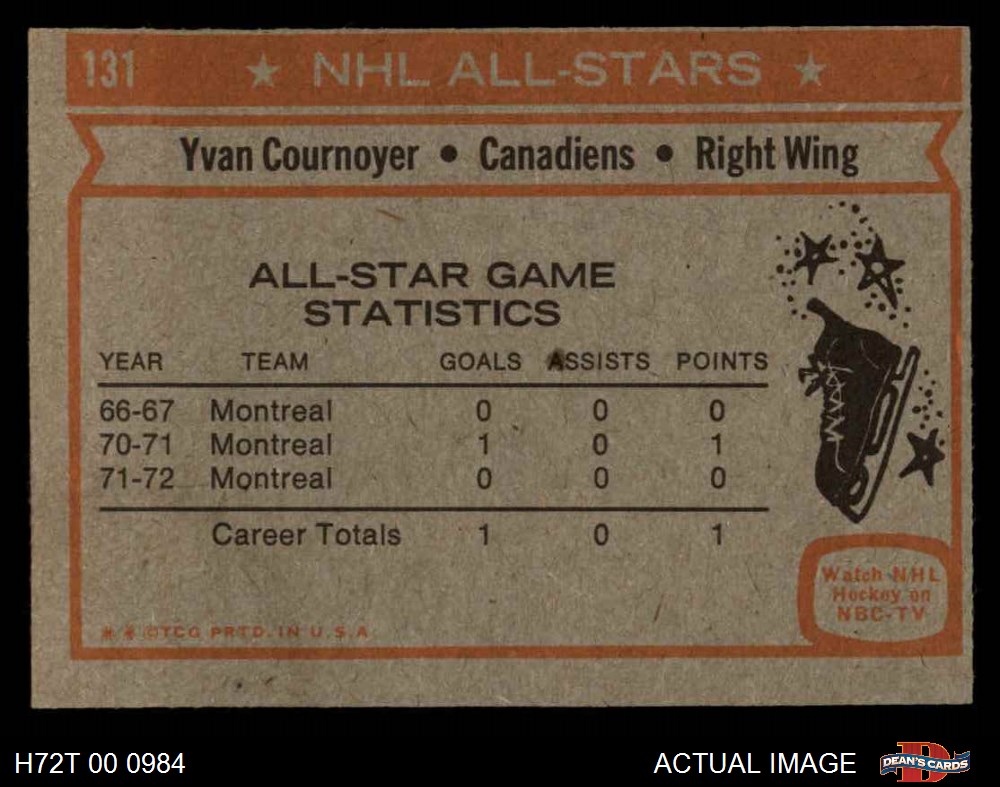 131 ★ NHL ALL-STARS ★
Yvan Cournoyer • Canadiens • Right Wing
ALL-STAR GAME
STATISTICS
YEAR TEAM GOALS ASSISTS POINTS
66-67 Montreal 0 0 0
70-71 Montreal 1 0 1
71-72 Montreal 0 0 0
Career Totals 1 0 1
Watch NHL
Hockey on
NBC-TV
* * ©TCG PRTD. IN U.S.A.
H72T 00 0984 ACTUAL IMAGE DEAN'S CARDS